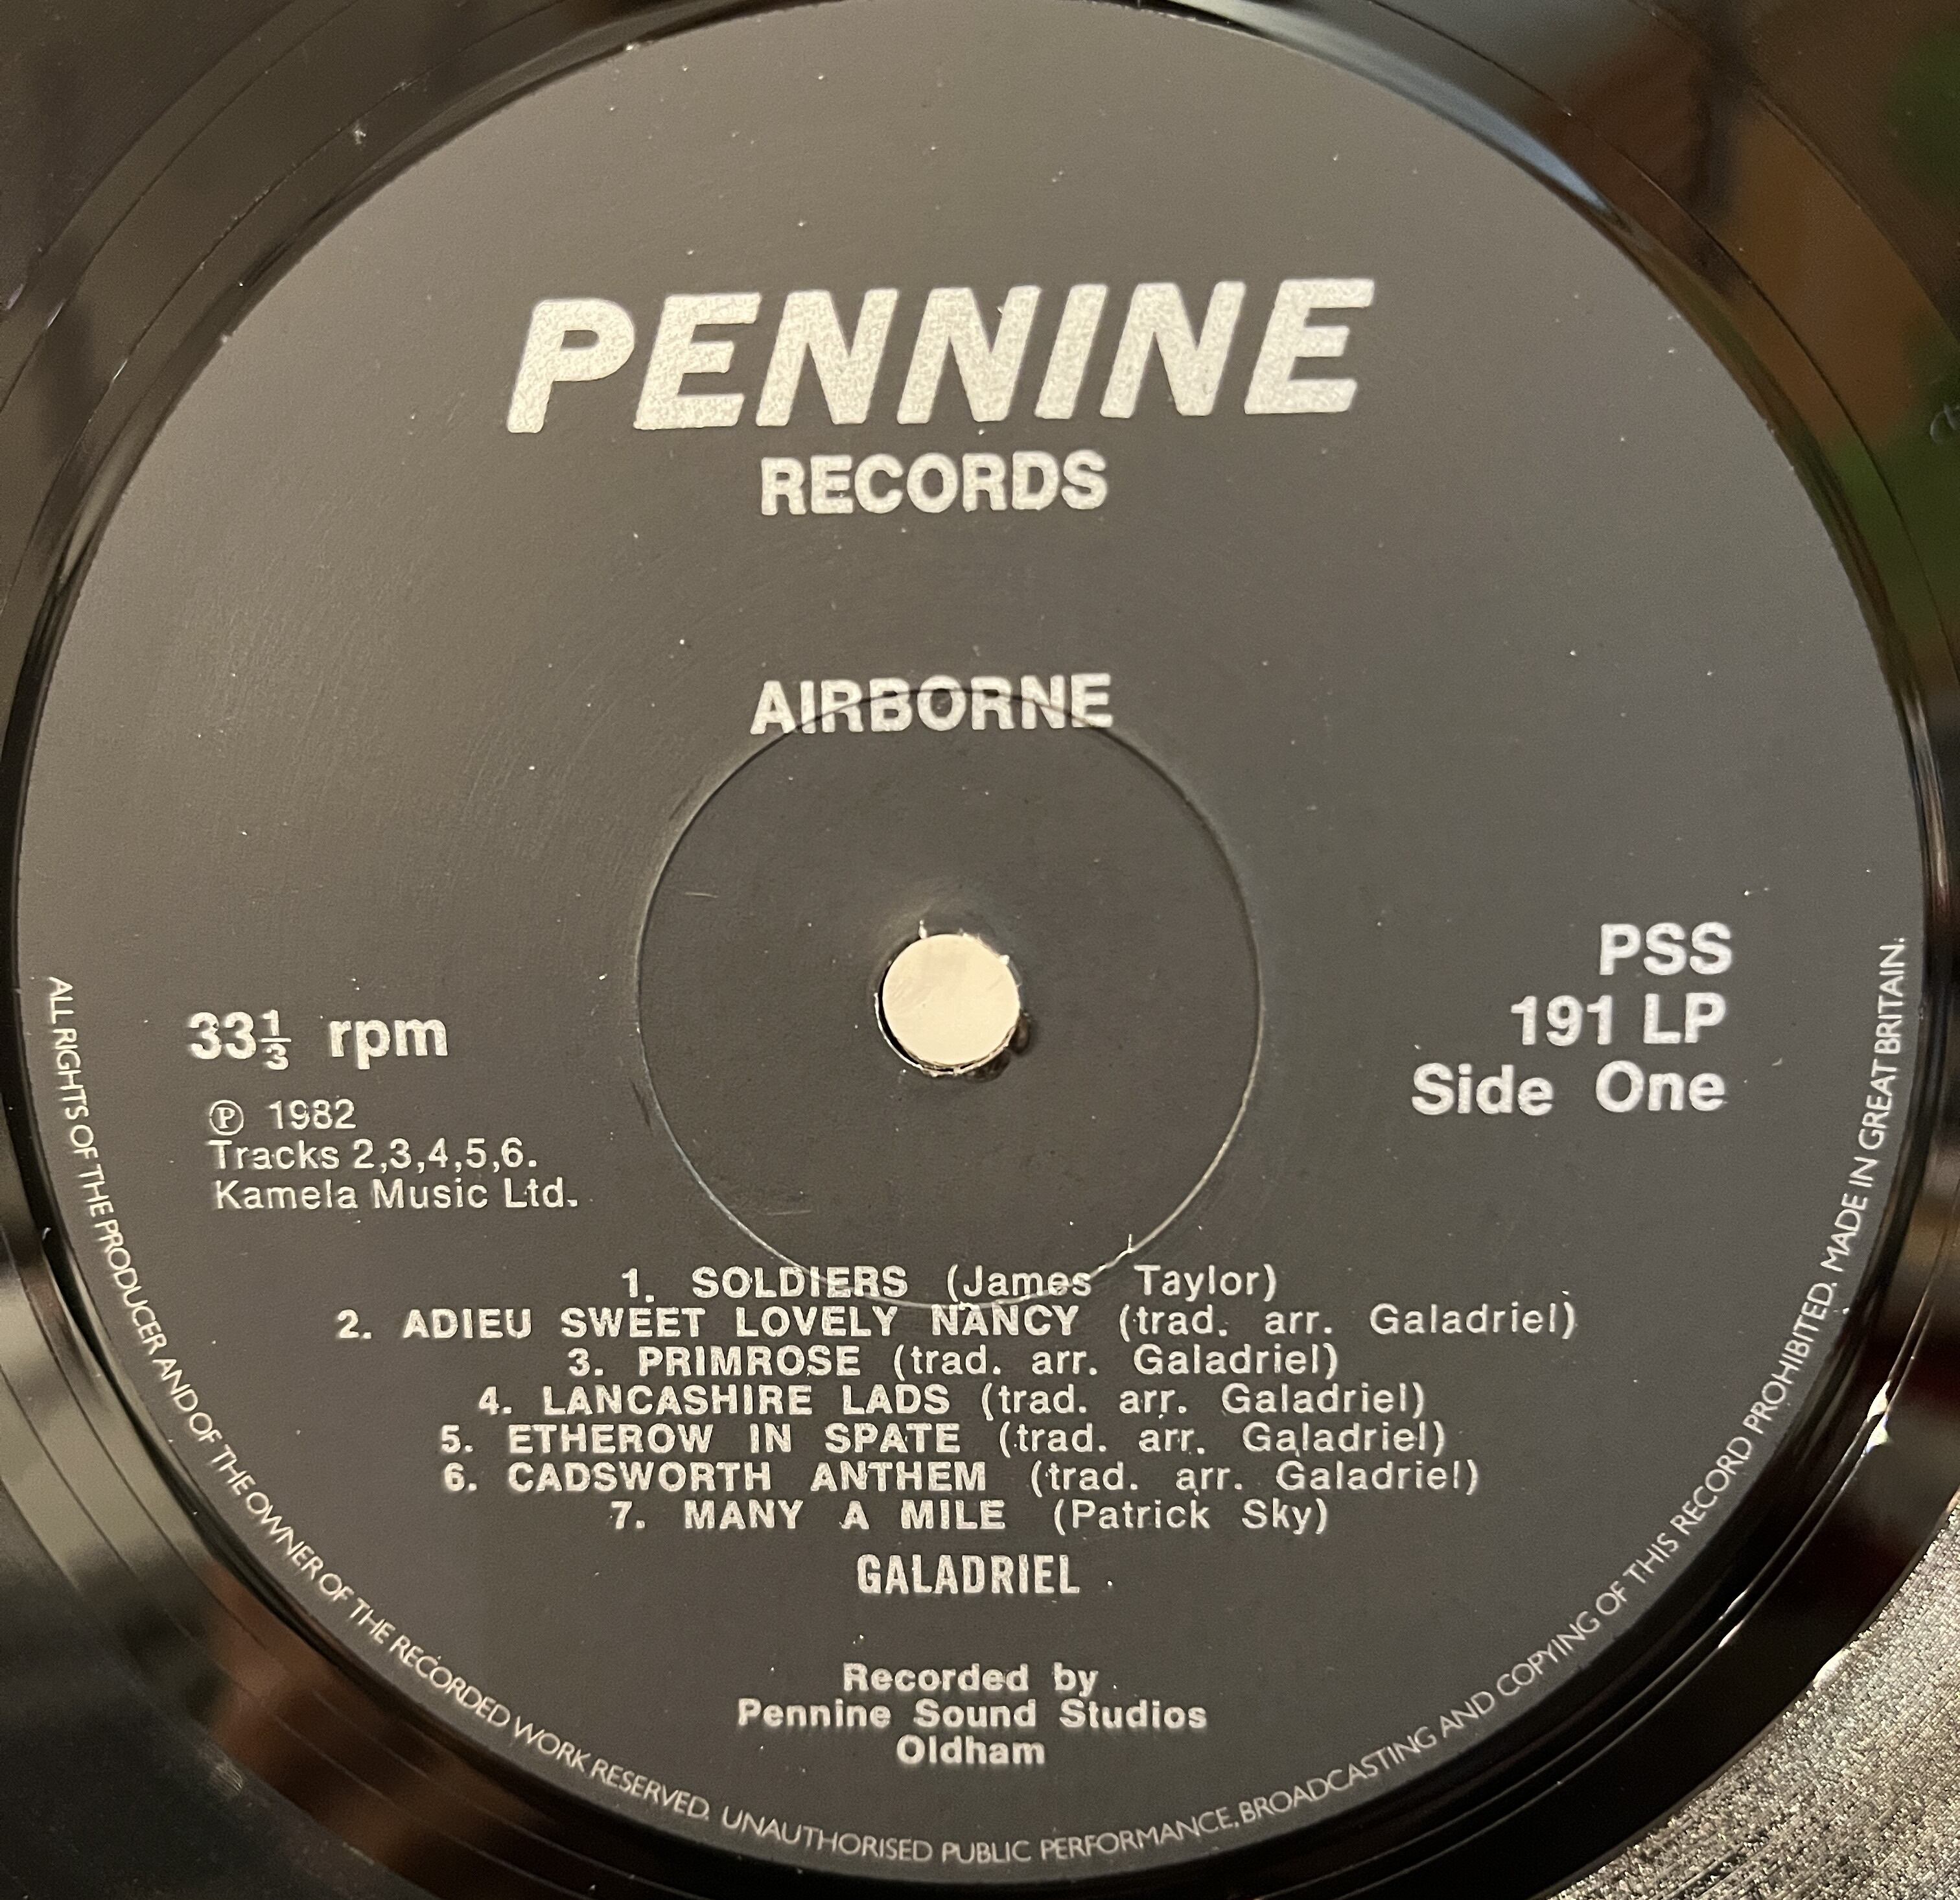 PENNINE
RECORDS
AIRBORNE
PSS
191 LP
Side One
33⅓ rpm
Ⓟ 1982
Tracks 2,3,4,5,6.
Kamela Music Ltd.
1. SOLDIERS (James Taylor)
2. ADIEU SWEET LOVELY NANCY (trad. arr. Galadriel)
3. PRIMROSE (trad. arr. Galadriel)
4. LANCASHIRE LADS (trad. arr. Galadriel)
5. ETHEROW IN SPATE (trad. arr. Galadriel)
6. CADSWORTH ANTHEM (trad. arr. Galadriel)
7. MANY A MILE (Patrick Sky)
GALADRIEL
Recorded by
Pennine Sound Studios
Oldham
ALL RIGHTS OF THE PRODUCER AND OF THE OWNER OF THE RECORDED WORK RESERVED. UNAUTHORISED PUBLIC PERFORMANCE, BROADCASTING AND COPYING OF THIS RECORD PROHIBITED. MADE IN GREAT BRITAIN.